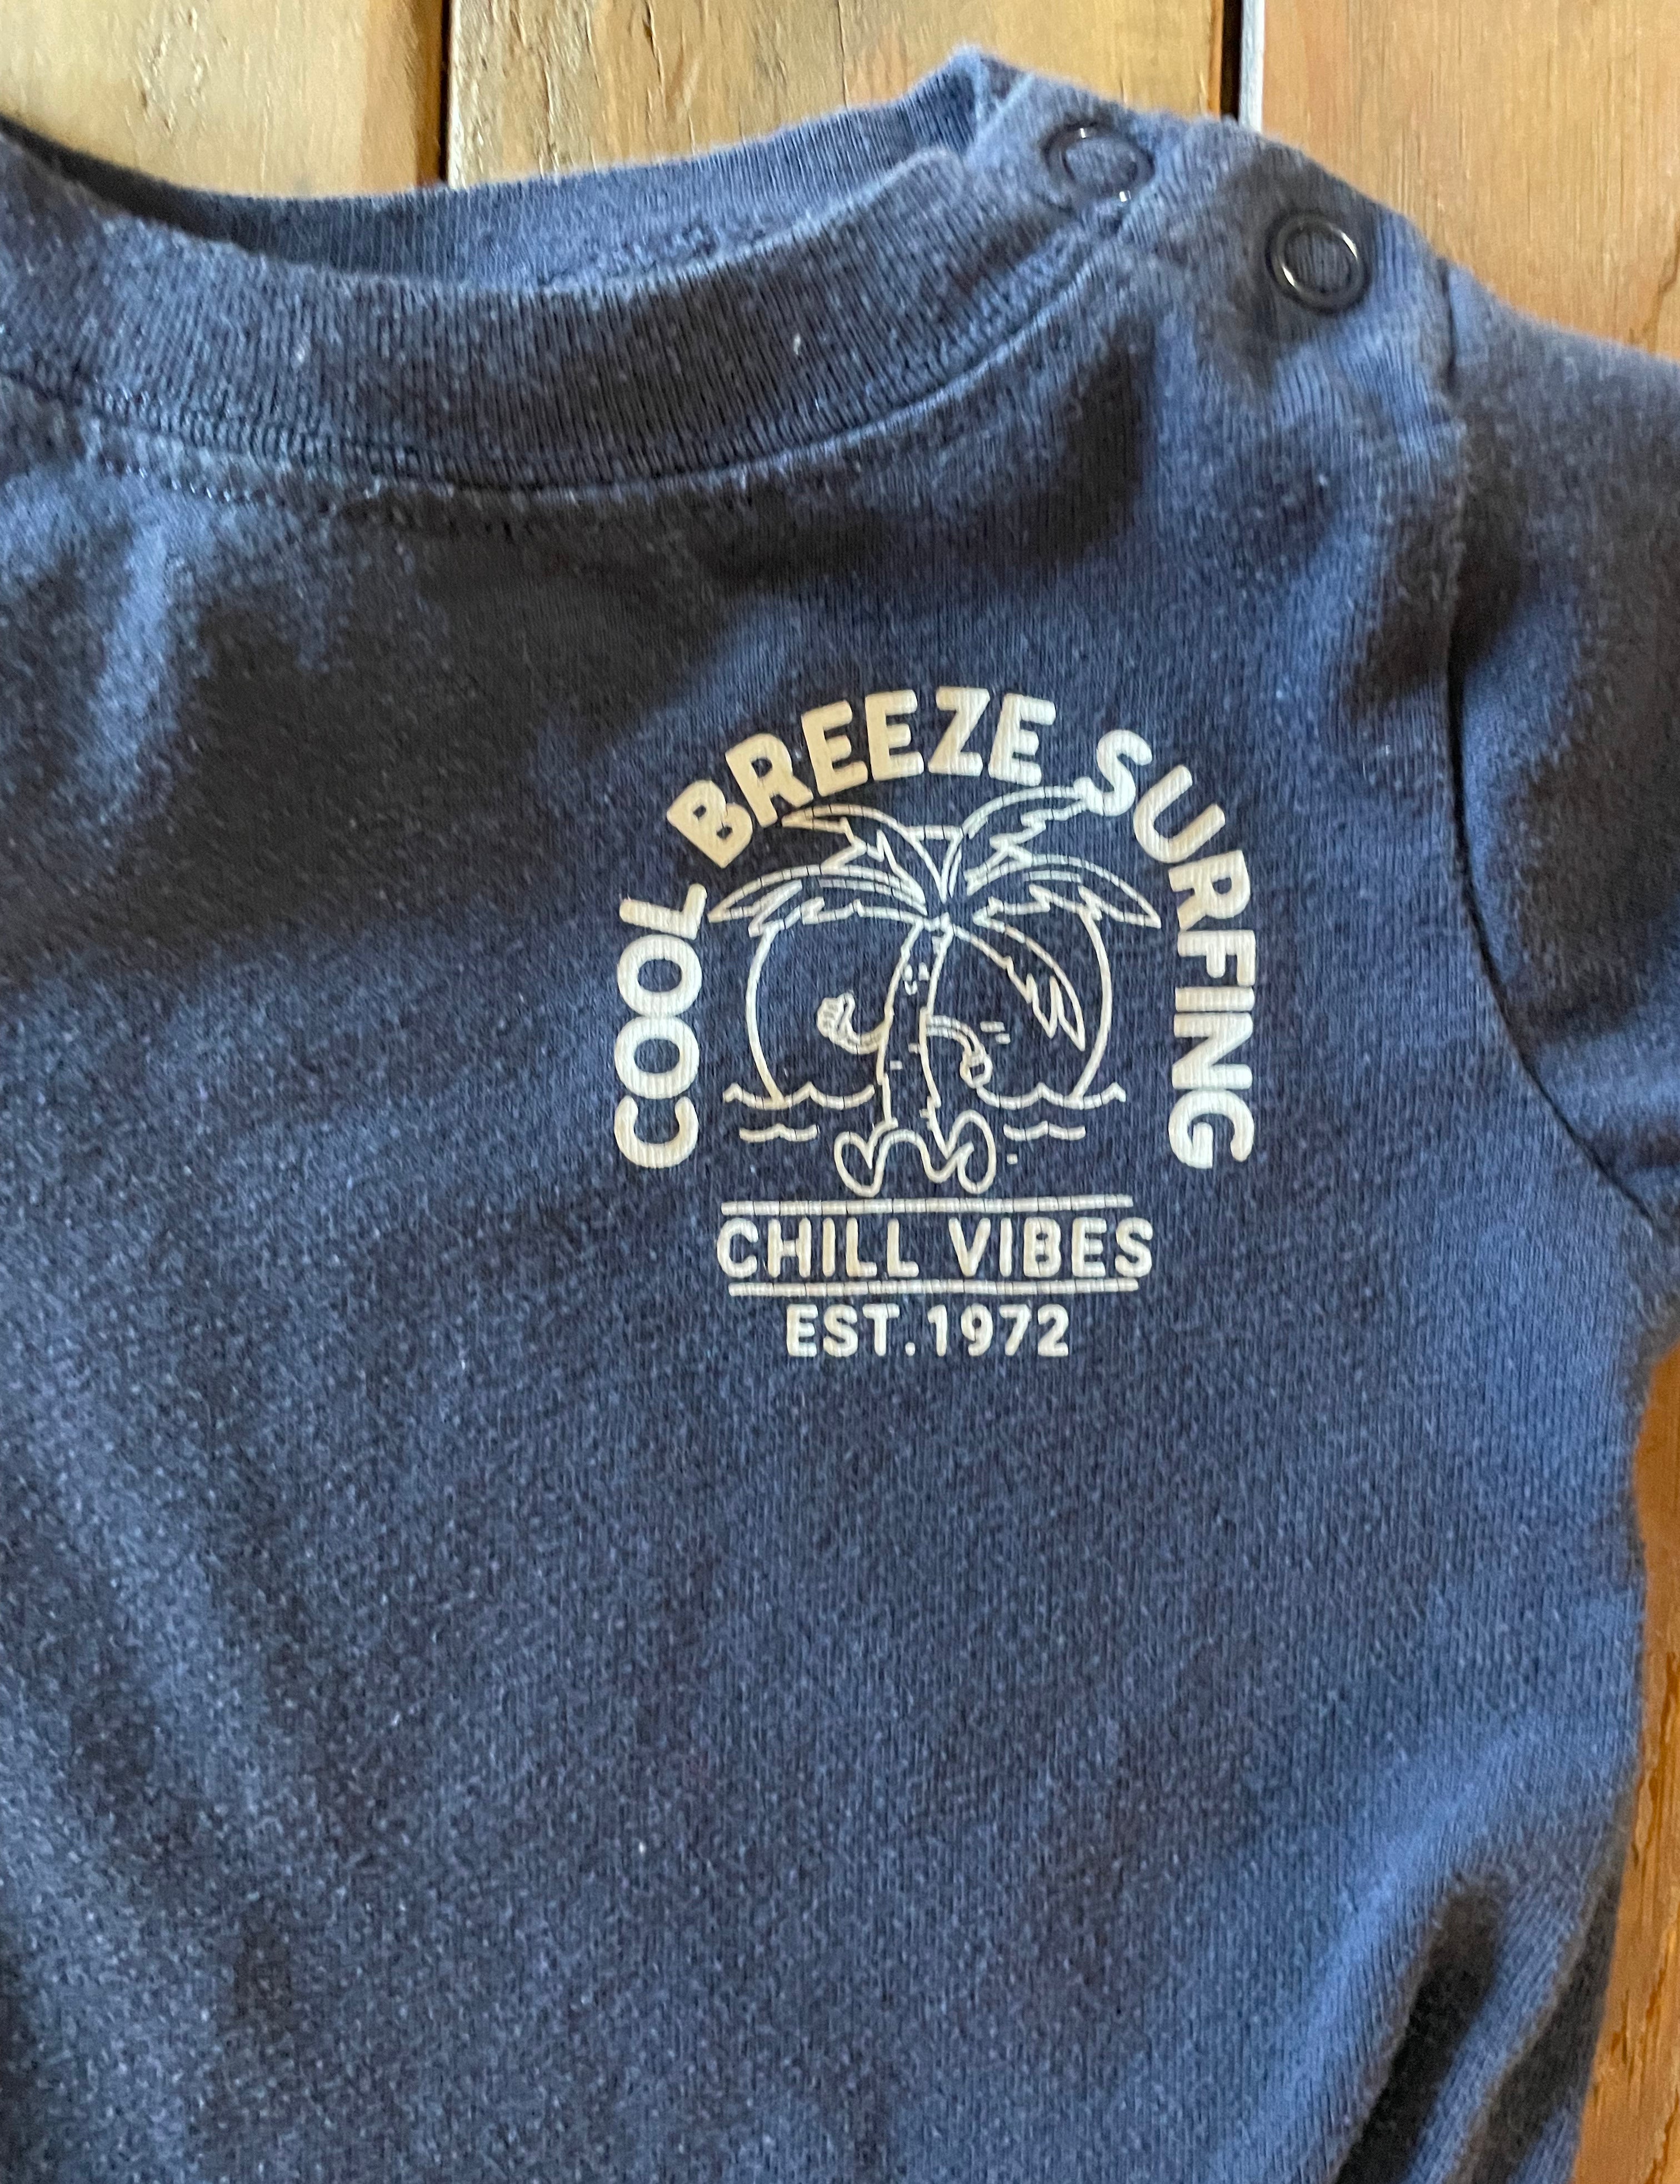 COOL BREEZE SURFING
CHILL VIBES
EST.1972